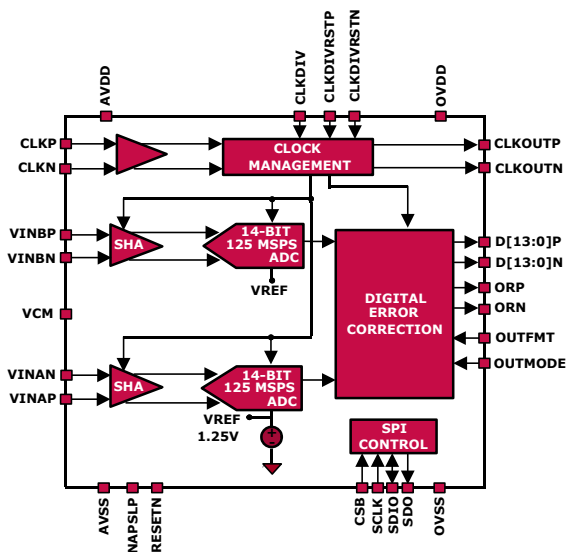 AVDD
CLKDIV
CLKDIVRSTP
CLKDIVRSTN
OVDD
CLKP
CLKN
CLOCK
MANAGEMENT
CLKOUTP
CLKOUTN
VINBP
VINBN
SHA
14-BIT
125 MSPS
ADC
VREF
D[13:0]P
D[13:0]N
ORP
ORN
OUTFMT
OUTMODE
DIGITAL
ERROR
CORRECTION
VCM
VINAN
VINAP
SHA
14-BIT
125 MSPS
ADC
VREF
1.25V
+
-
SPI
CONTROL
AVSS
NAPSLP
RESETN
CSB
SCLK
SDIO
SDO
OVSS